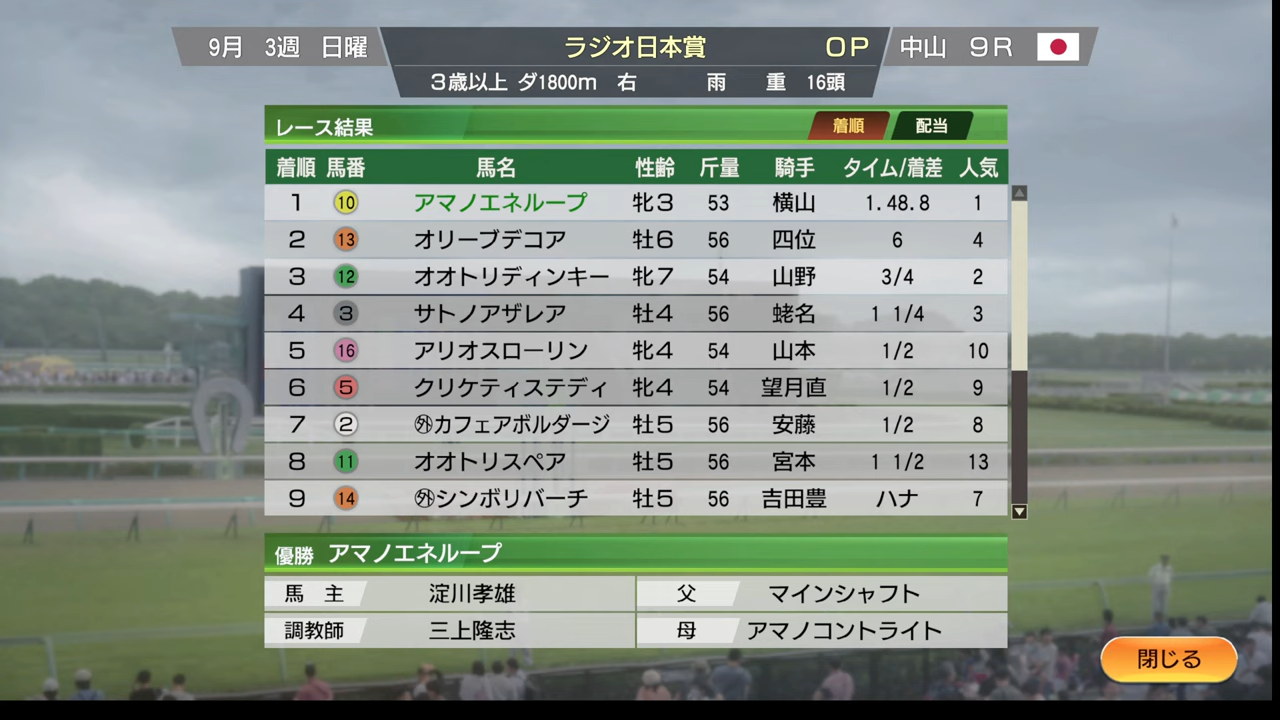 9月 3週 日曜 ラジオ日本賞 OP 中山 9R
3歳以上 ダ1800m 右 雨 重 16頭
レース結果 着順 配当
着順 馬番 馬名 性齢 斤量 騎手 タイム/着差 人気
1 10 アマノエネループ 牝3 53 横山 1.48.8 1
2 13 オリーブデコア 牡6 56 四位 6 4
3 12 オオトリディンキー 牝7 54 山野 3/4 2
4 3 サトノアザレア 牡4 56 蛯名 1 1/4 3
5 16 アリオスローリン 牝4 54 山本 1/2 10
6 5 クリケティステディ 牝4 54 望月直 1/2 9
7 2 ㊕カフェアボルダージ 牡5 56 安藤 1/2 8
8 11 オオトリスペア 牡5 56 宮本 1 1/2 13
9 14 外シンボリバーチ 牡5 56 吉田豊 ハナ 7
優勝 アマノエネループ
馬主 淀川孝雄 父 マインシャフト
調教師 三上隆志 母 アマノコントライト
閉じる